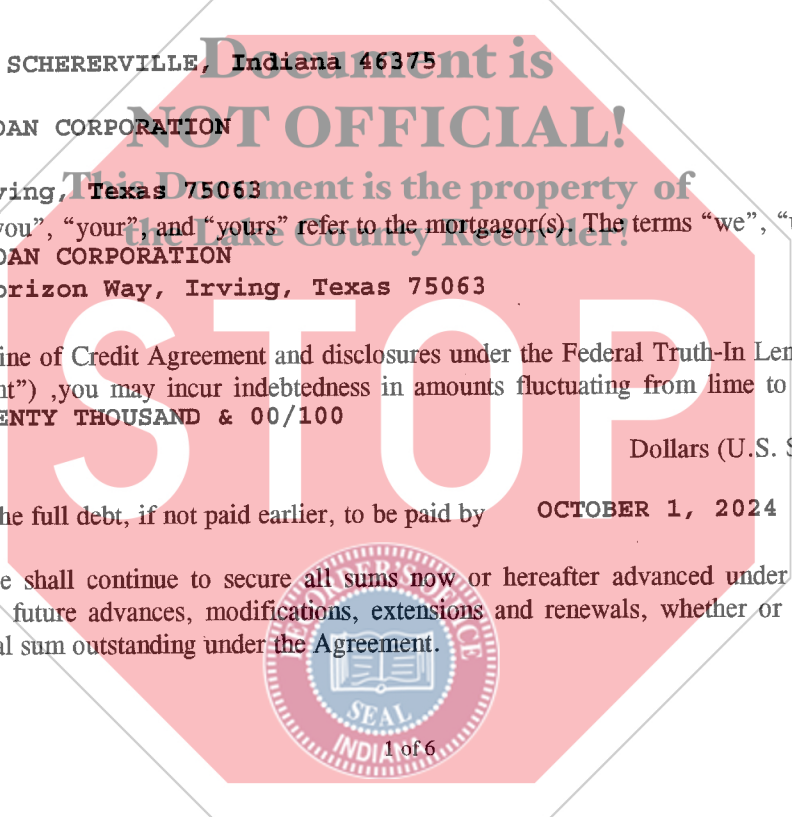 SCHERERVILLE, Indiana 46375
Document is
OAN CORPORATION
NOT OFFICIAL!
ving, Texas 75063
This Document is the property of
you”, “your”, and “yours” refer to the mortgagor(s). The terms “we”, “u
the Lake County Recorder!
OAN CORPORATION
orizon Way, Irving, Texas 75063
STOP
ine of Credit Agreement and disclosures under the Federal Truth-In Len
nt”) ,you may incur indebtedness in amounts fluctuating from lime to
ENTY THOUSAND & 00/100
Dollars (U.S. $
he full debt, if not paid earlier, to be paid by OCTOBER 1, 2024
e shall continue to secure all sums now or hereafter advanced under
future advances, modifications, extensions and renewals, whether or
al sum outstanding under the Agreement.
RECORDER'S OFFICE
SEAL
INDIANA
1 of 6